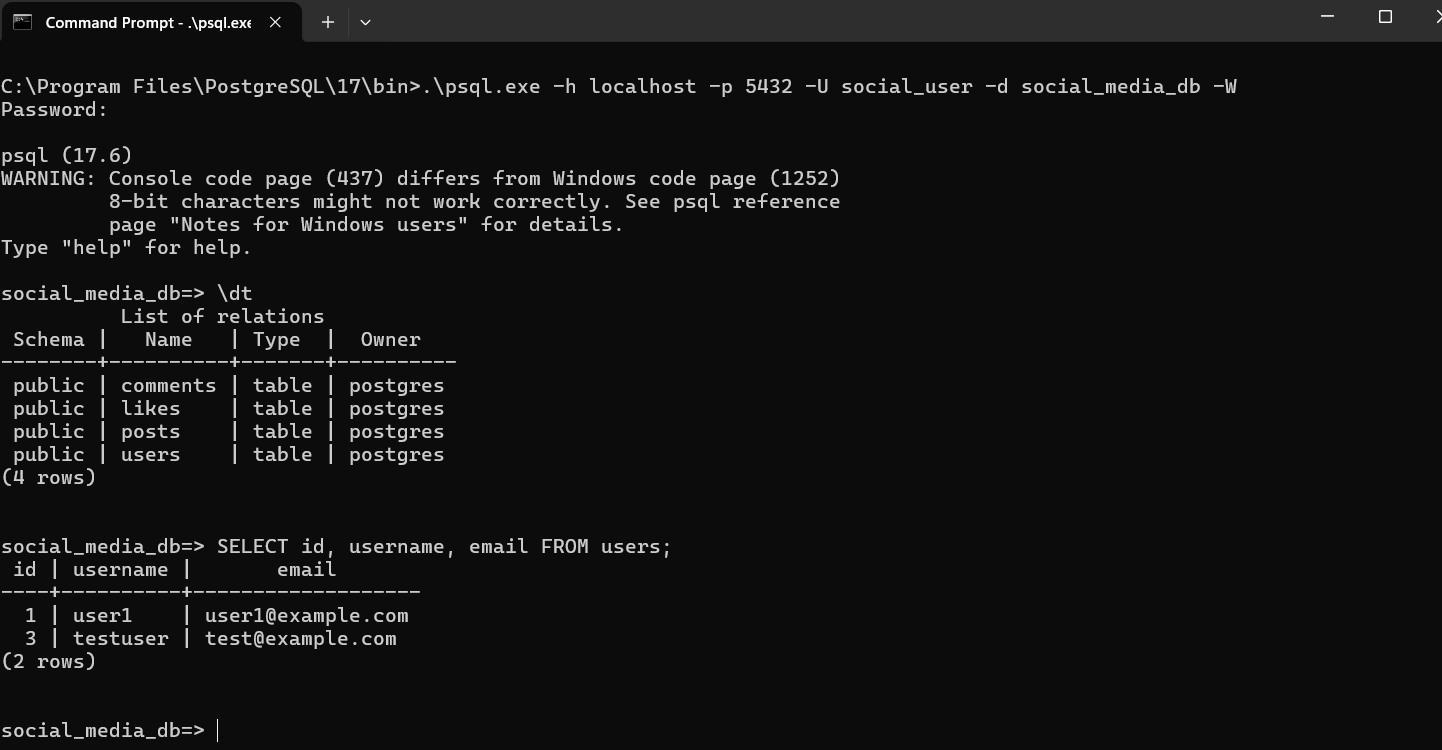 Command Prompt - .\psql.exe
C:\Program Files\PostgreSQL\17\bin>.\psql.exe -h localhost -p 5432 -U social_user -d social_media_db -W
Password:
psql (17.6)
WARNING: Console code page (437) differs from Windows code page (1252)
         8-bit characters might not work correctly. See psql reference
         page "Notes for Windows users" for details.
Type "help" for help.
social_media_db=> \dt
          List of relations
 Schema |   Name   | Type  |  Owner
--------+----------+-------+----------
 public | comments | table | postgres
 public | likes    | table | postgres
 public | posts    | table | postgres
 public | users    | table | postgres
(4 rows)
social_media_db=> SELECT id, username, email FROM users;
 id | username |       email
----+----------+-------------------
  1 | user1    | user1@example.com
  3 | testuser | test@example.com
(2 rows)
social_media_db=>